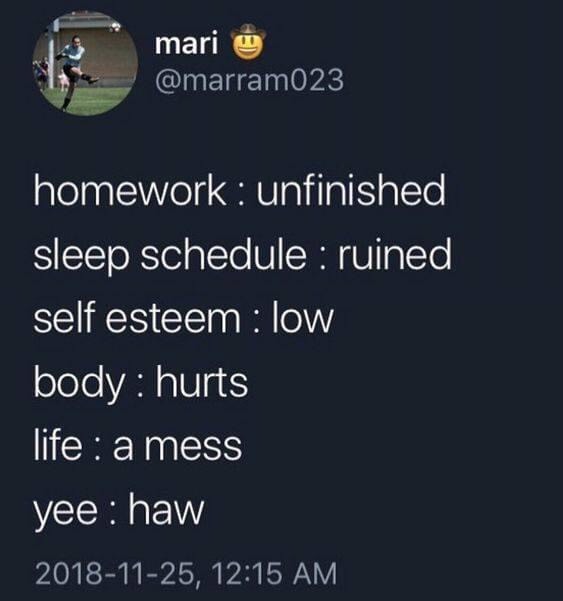 mari 🤠
@marram023
homework : unfinished
sleep schedule : ruined
self esteem : low
body : hurts
life : a mess
yee : haw
2018-11-25, 12:15 AM